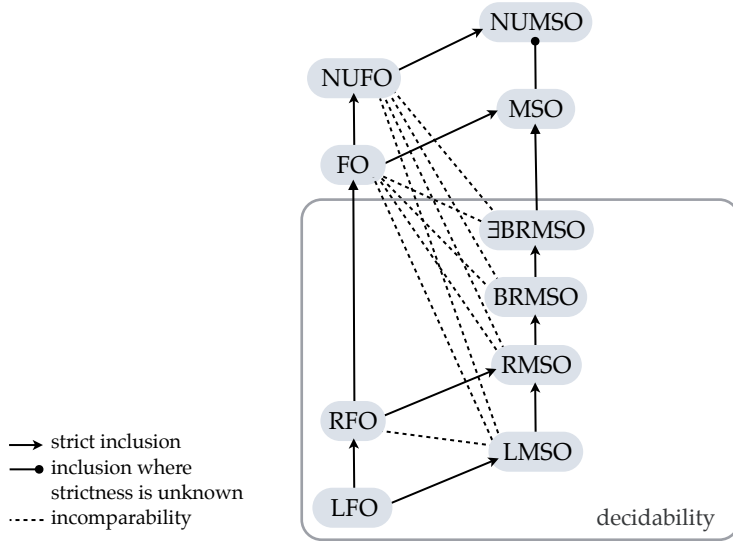 NUMSO
NUFO
MSO
FO
∃BRMSO
BRMSO
RMSO
RFO
LMSO
LFO
decidability
strict inclusion
inclusion where
strictness is unknown
incomparability